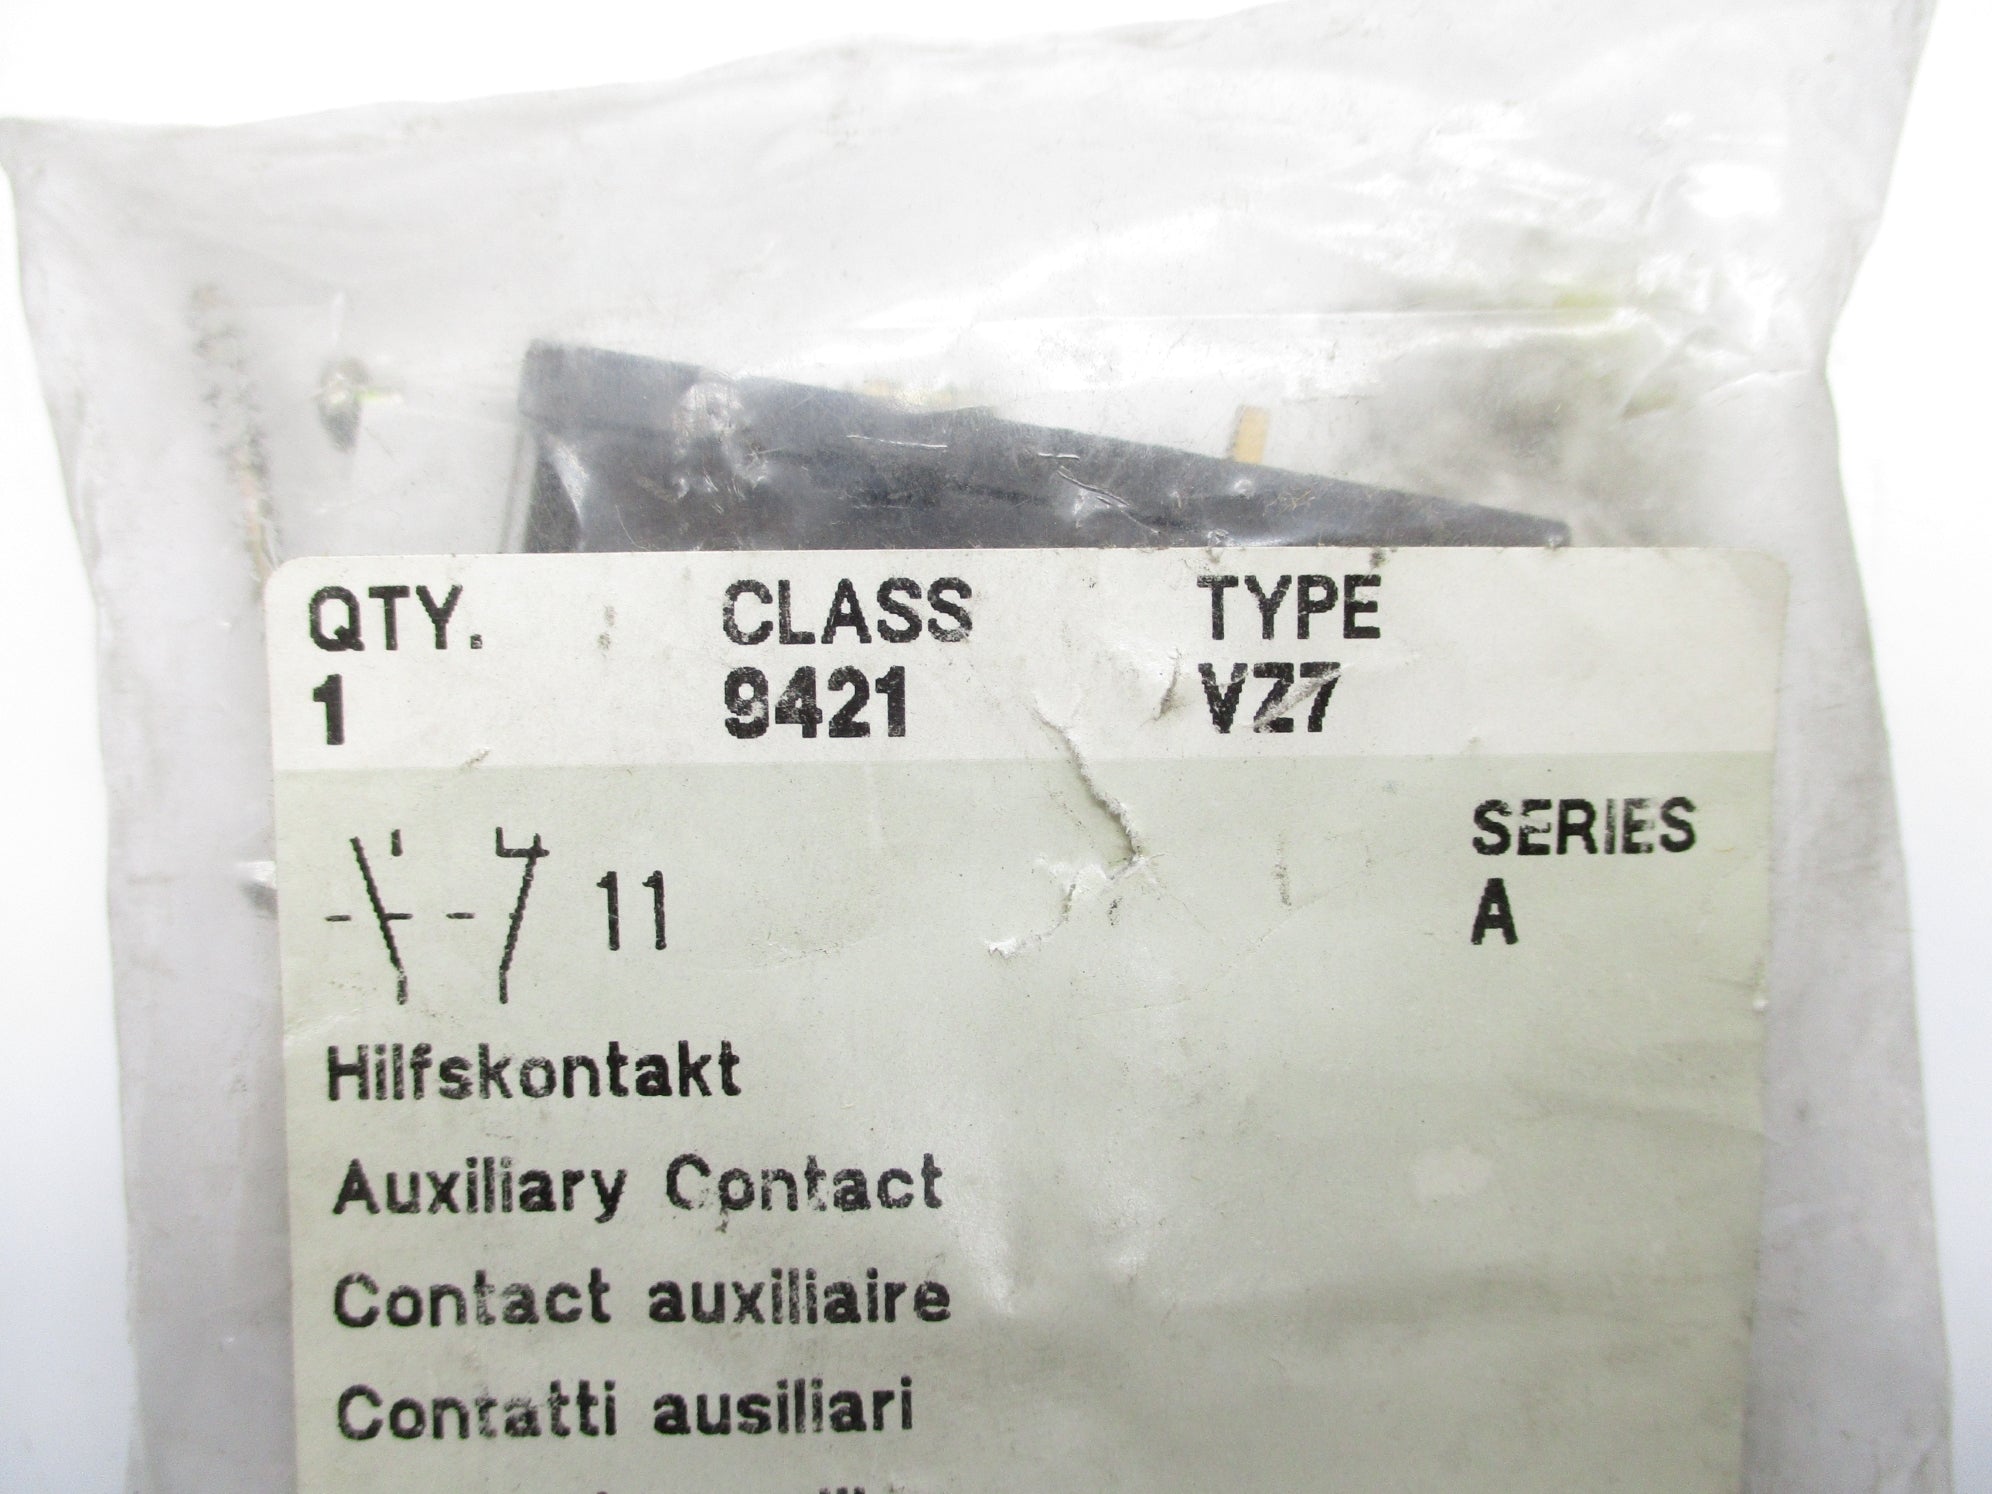 QTY. CLASS TYPE
1 9421 VZ7
SERIES
11 A
Hilfskontakt
Auxiliary Contact
Contact auxiliaire
Contatti ausiliari